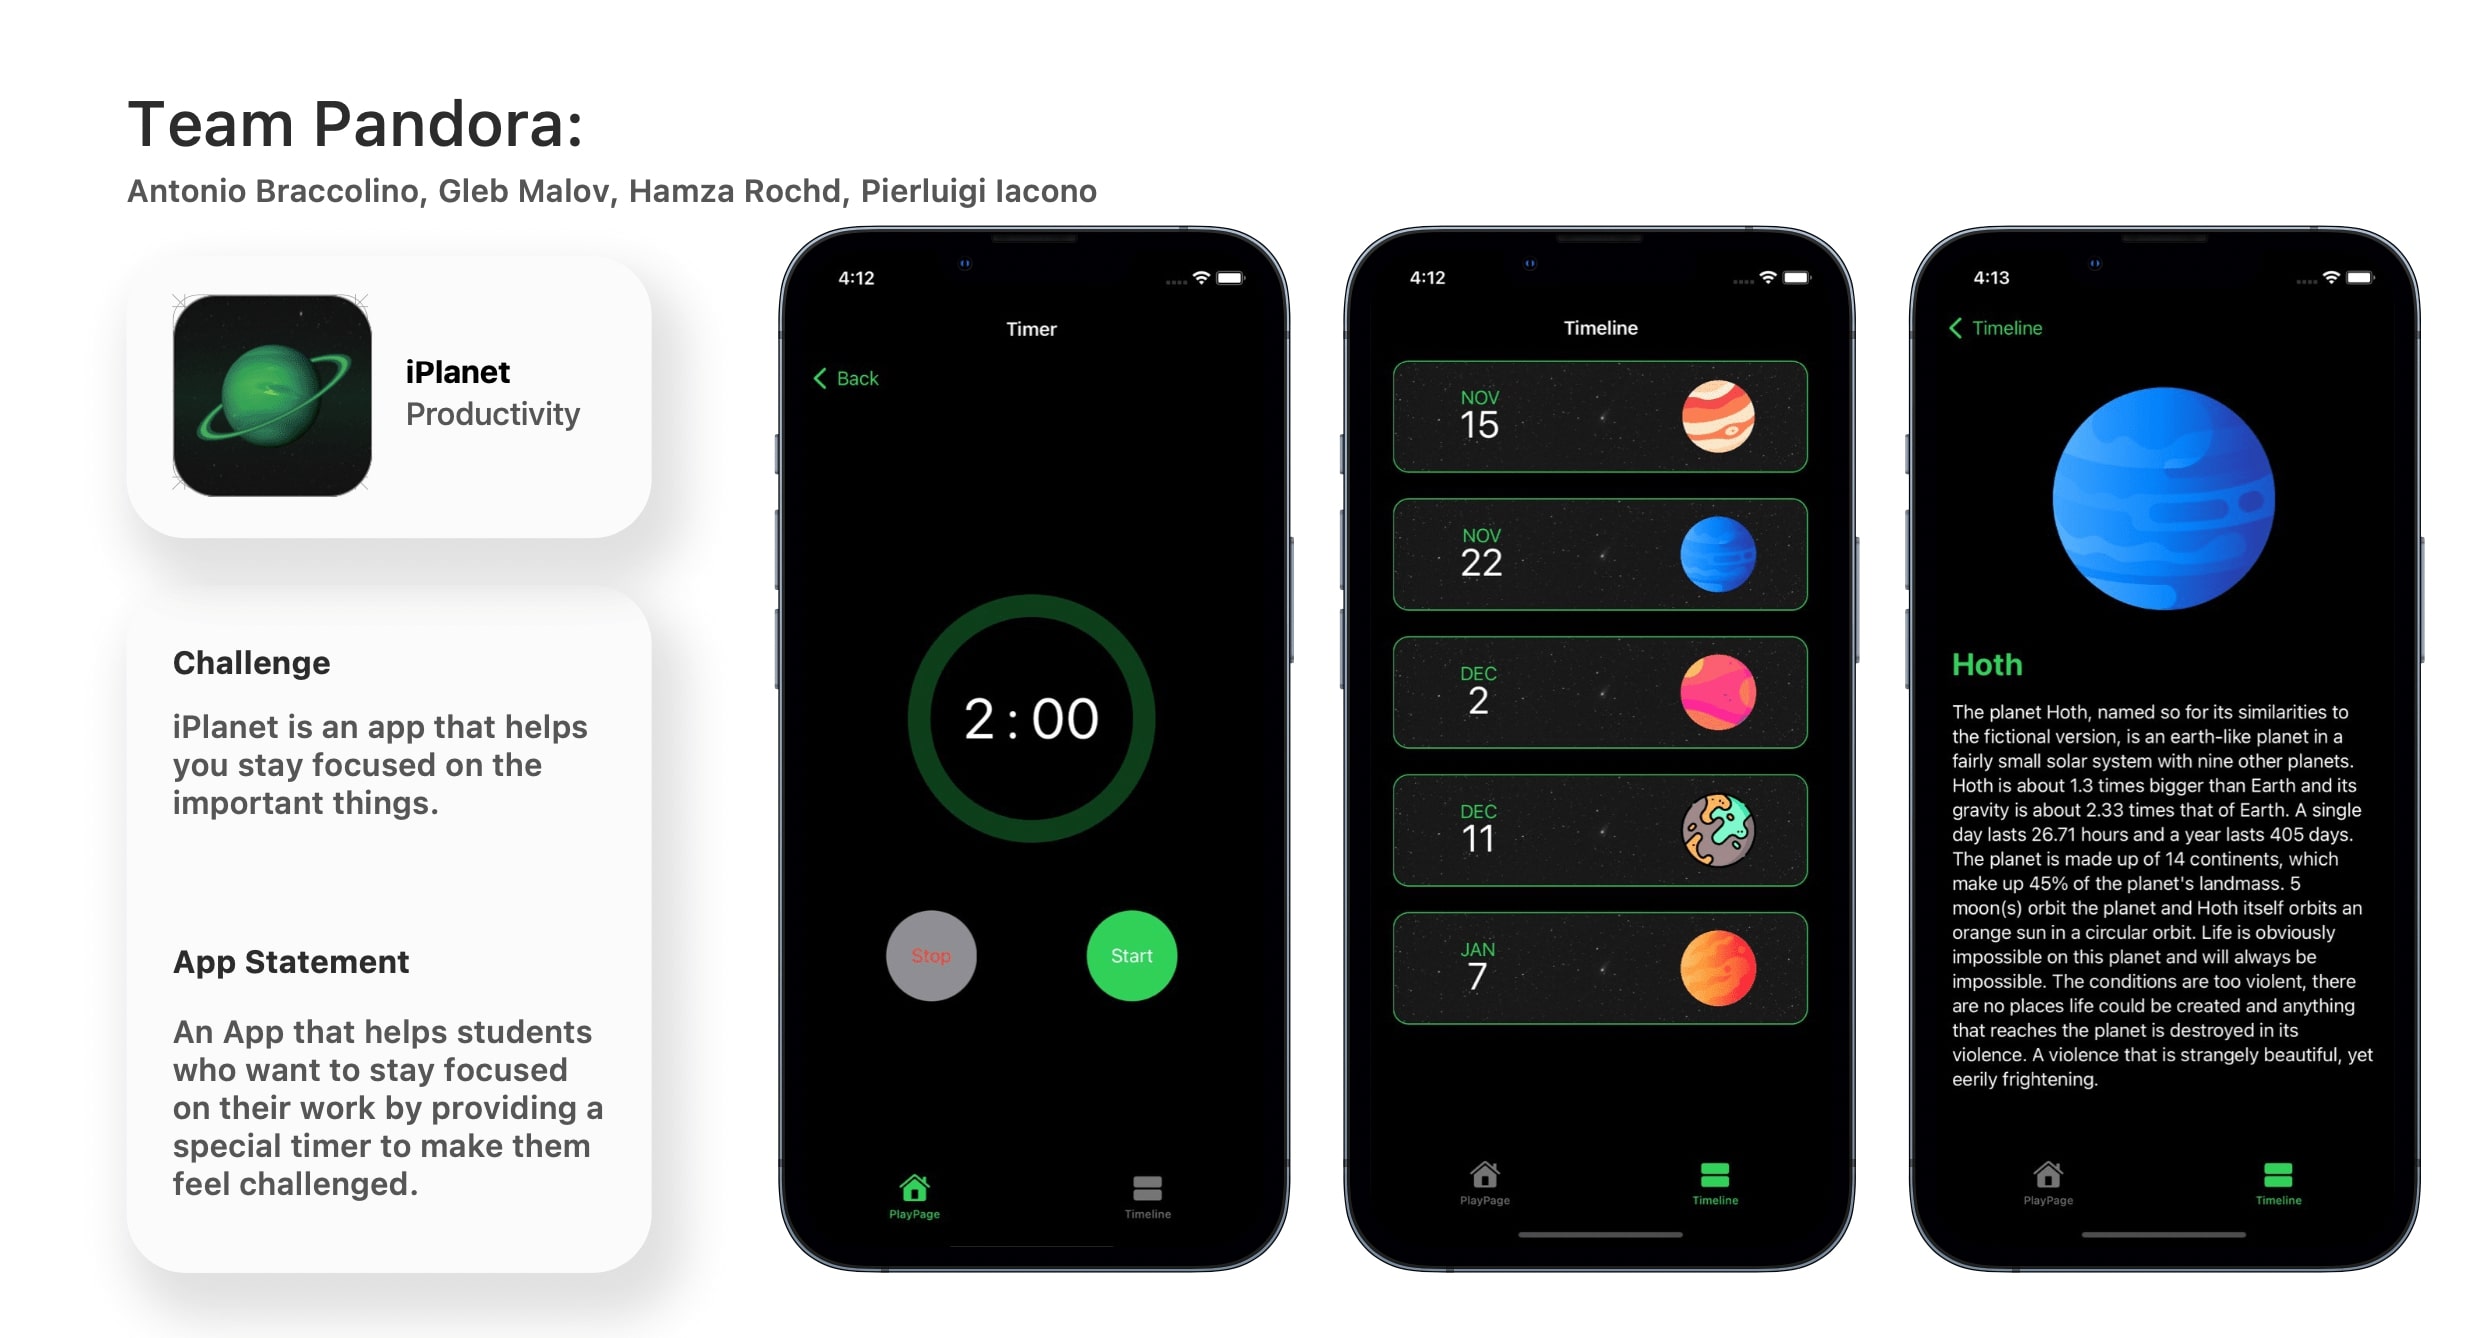 Team Pandora:
Antonio Braccolino, Gleb Malov, Hamza Rochd, Pierluigi Iacono
iPlanet
Productivity
Challenge
iPlanet is an app that helps
you stay focused on the
important things.
App Statement
An App that helps students
who want to stay focused
on their work by providing a
special timer to make them
feel challenged.
4:12
Timer
Back
2 : 00
Stop
Start
PlayPage
Timeline
4:12
Timeline
NOV
15
NOV
22
DEC
2
DEC
11
JAN
7
PlayPage
Timeline
4:13
Timeline
Hoth
The planet Hoth, named so for its similarities to
the fictional version, is an earth-like planet in a
fairly small solar system with nine other planets.
Hoth is about 1.3 times bigger than Earth and its
gravity is about 2.33 times that of Earth. A single
day lasts 26.71 hours and a year lasts 405 days.
The planet is made up of 14 continents, which
make up 45% of the planet's landmass. 5
moon(s) orbit the planet and Hoth itself orbits an
orange sun in a circular orbit. Life is obviously
impossible on this planet and will always be
impossible. The conditions are too violent, there
are no places life could be created and anything
that reaches the planet is destroyed in its
violence. A violence that is strangely beautiful, yet
eerily frightening.
PlayPage
Timeline